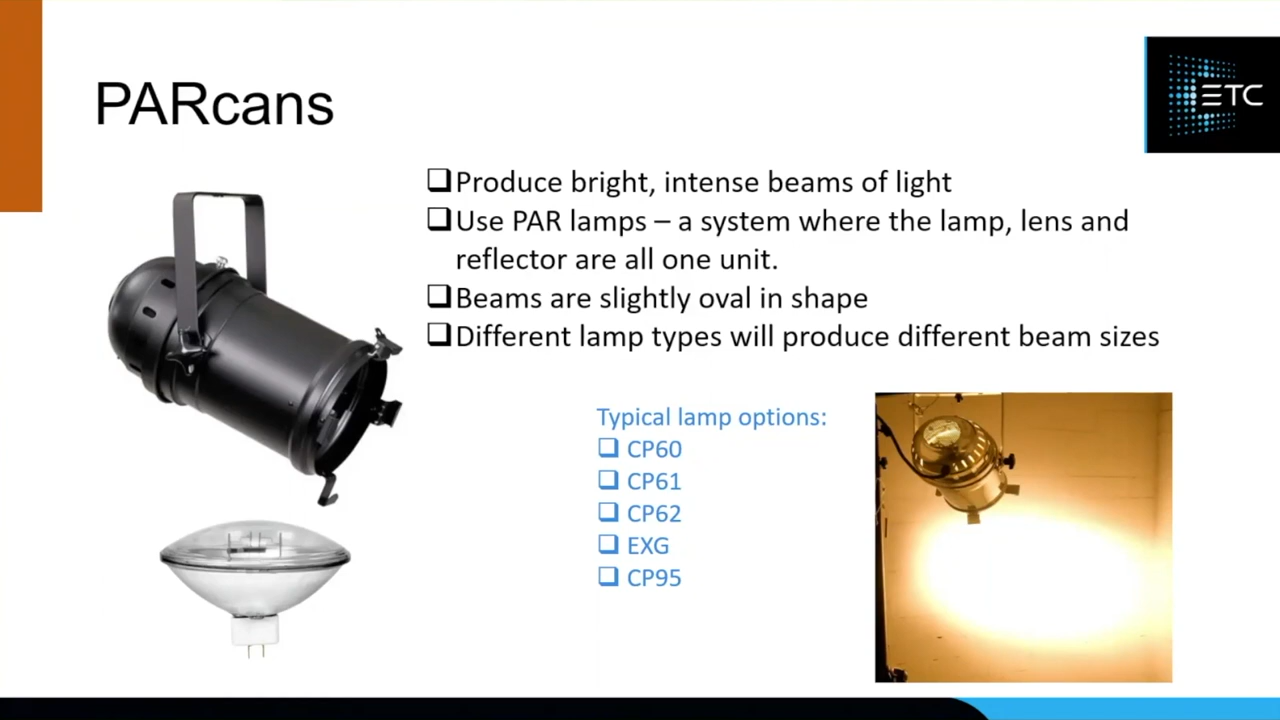 PARcans
ETC
❑Produce bright, intense beams of light
❑Use PAR lamps – a system where the lamp, lens and
reflector are all one unit.
❑Beams are slightly oval in shape
❑Different lamp types will produce different beam sizes
Typical lamp options:
❑ CP60
❑ CP61
❑ CP62
❑ EXG
❑ CP95